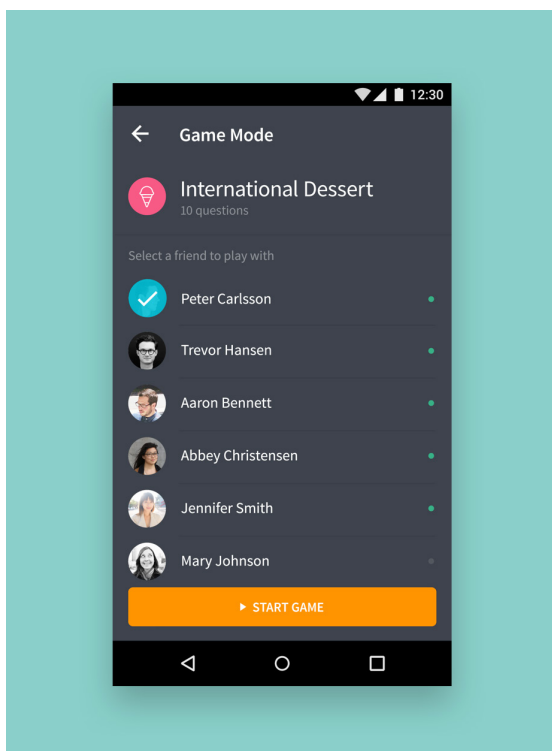 12:30
Game Mode
International Dessert
10 questions
Select a friend to play with
Peter Carlsson
Trevor Hansen
Aaron Bennett
Abbey Christensen
Jennifer Smith
Mary Johnson
START GAME